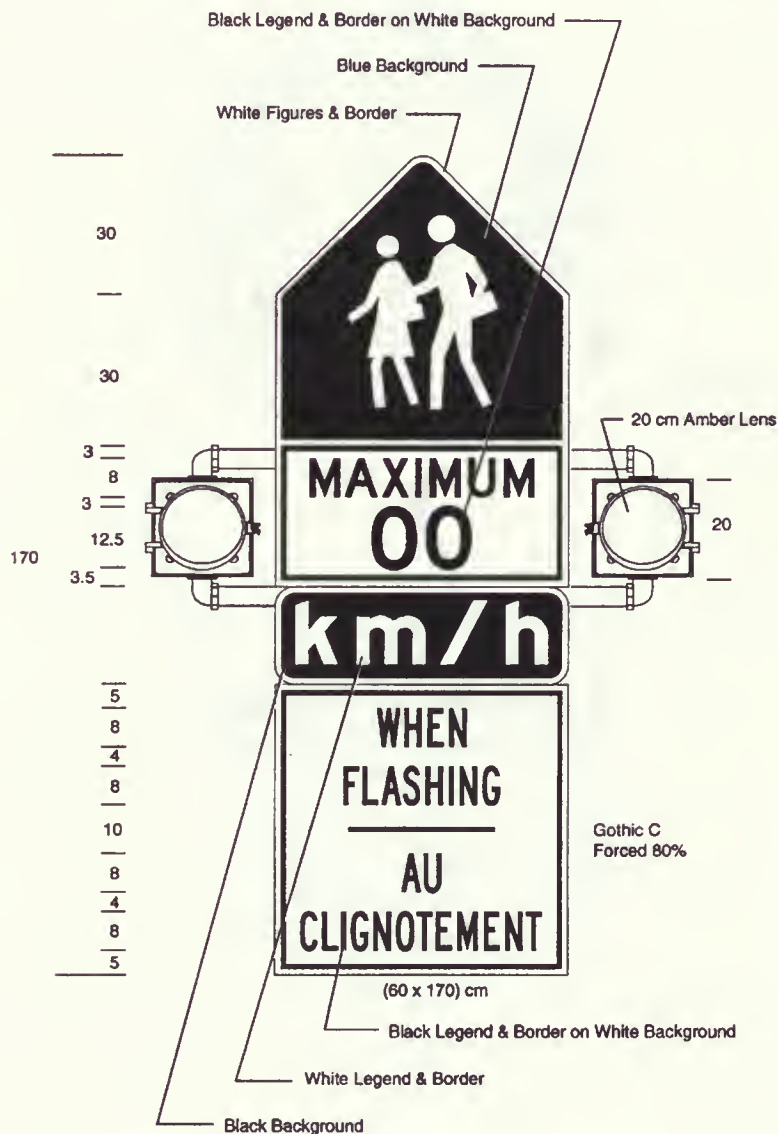 Black Legend & Border on White Background
Blue Background
White Figures & Border
30
30
20 cm Amber Lens
3
8
3
12.5
3.5
170
20
MAXIMUM
00
km/h
5
8
4
8
10
8
4
8
5
WHEN
FLASHING
AU
CLIGNOTEMENT
Gothic C
Forced 80%
(60 x 170) cm
Black Legend & Border on White Background
White Legend & Border
Black Background